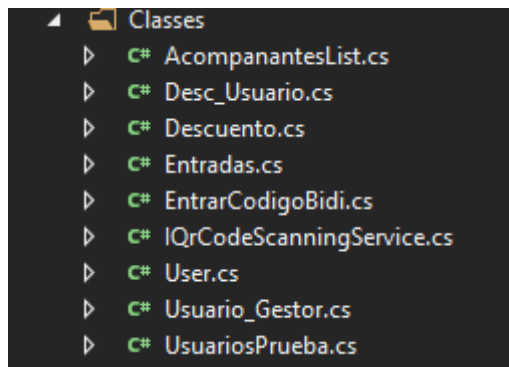 Classes
C# AcompanantesList.cs
C# Desc_Usuario.cs
C# Descuento.cs
C# Entradas.cs
C# EntrarCodigoBidi.cs
C# IQrCodeScanningService.cs
C# User.cs
C# Usuario_Gestor.cs
C# UsuariosPrueba.cs